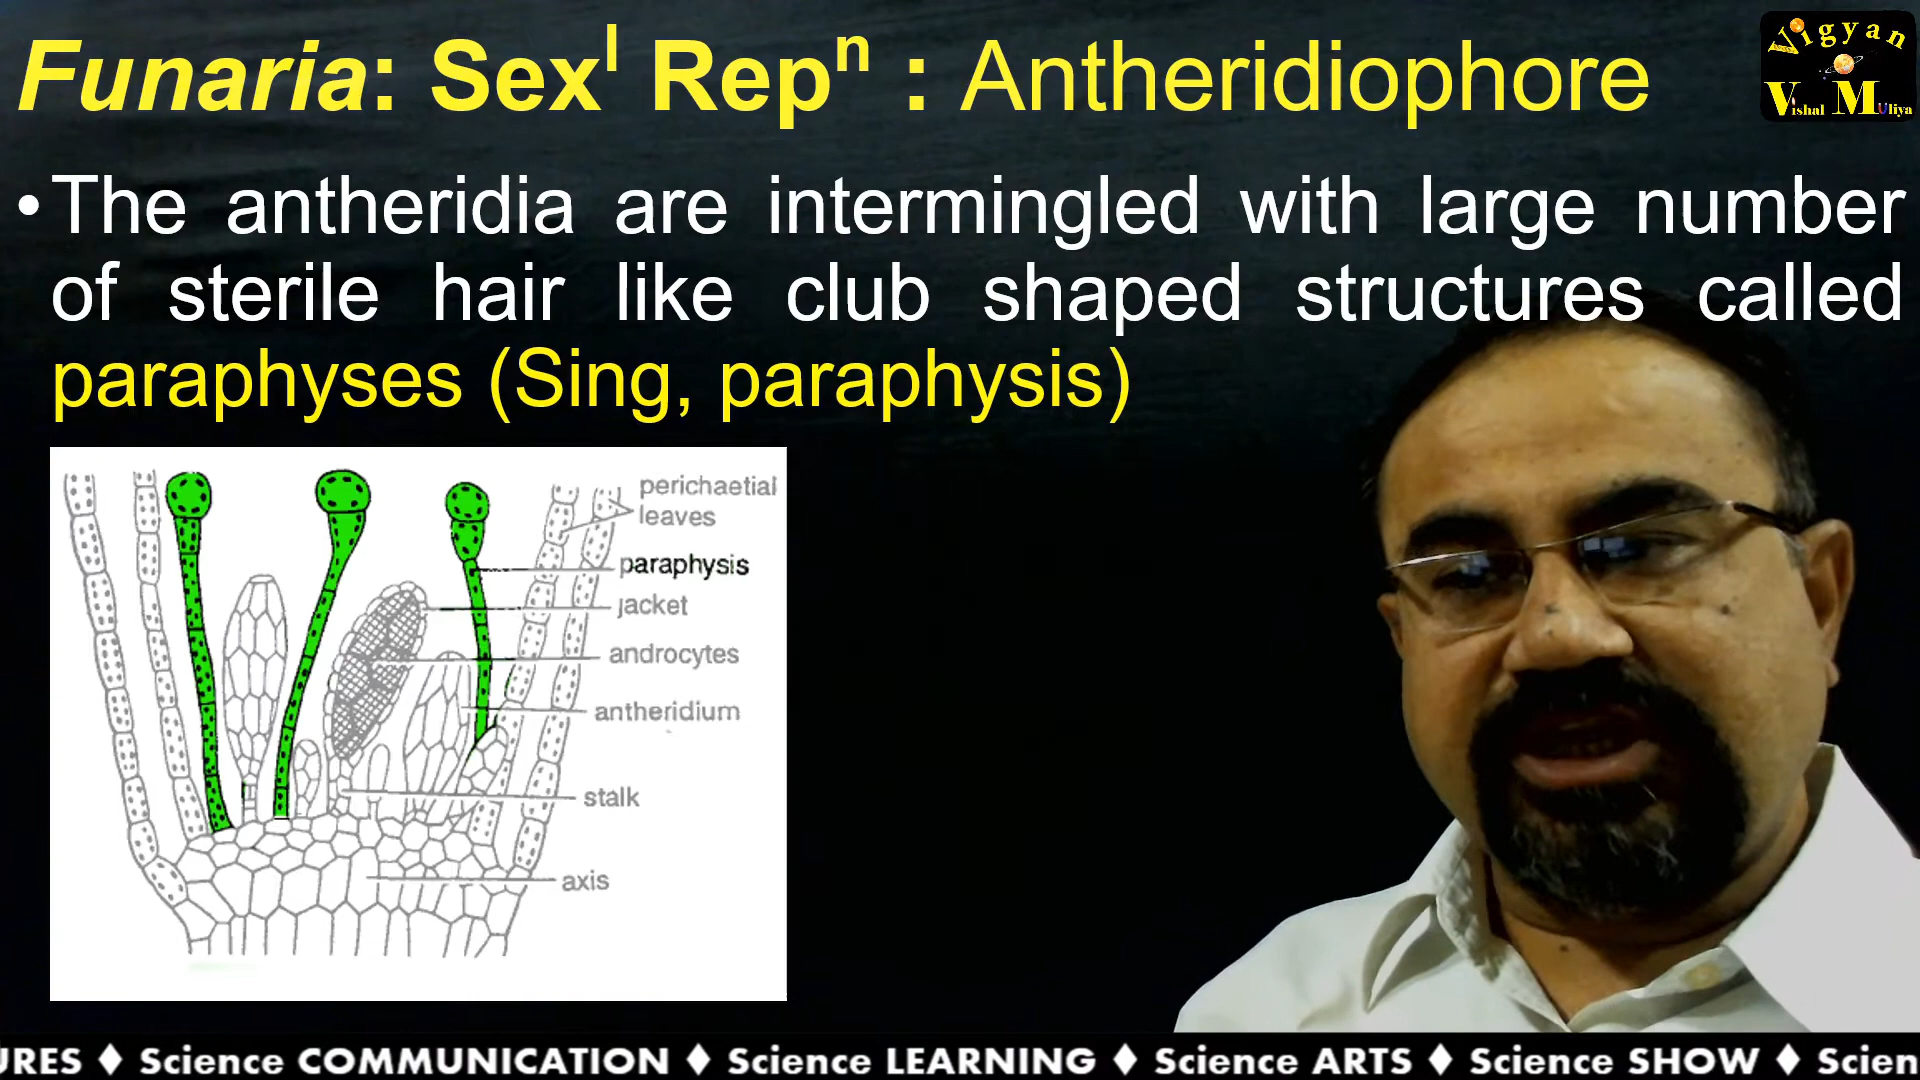 Funaria: Sexˡ Repⁿ : Antheridiophore
Vigyan
Vishal Muliya
•The antheridia are intermingled with large number
of sterile hair like club shaped structures called
paraphyses (Sing, paraphysis)
perichaetial
leaves
paraphysis
jacket
androcytes
antheridium
stalk
axis
URES ♦ Science COMMUNICATION ♦ Science LEARNING ♦ Science ARTS ♦ Science SHOW ♦ Scien